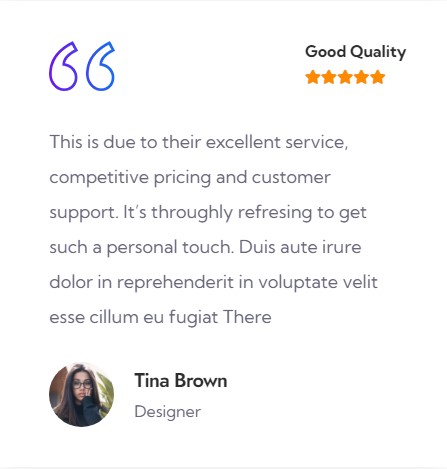 Good Quality
This is due to their excellent service,
competitive pricing and customer
support. It's throughly refresing to get
such a personal touch. Duis aute irure
dolor in reprehenderit in voluptate velit
esse cillum eu fugiat There
Tina Brown
Designer